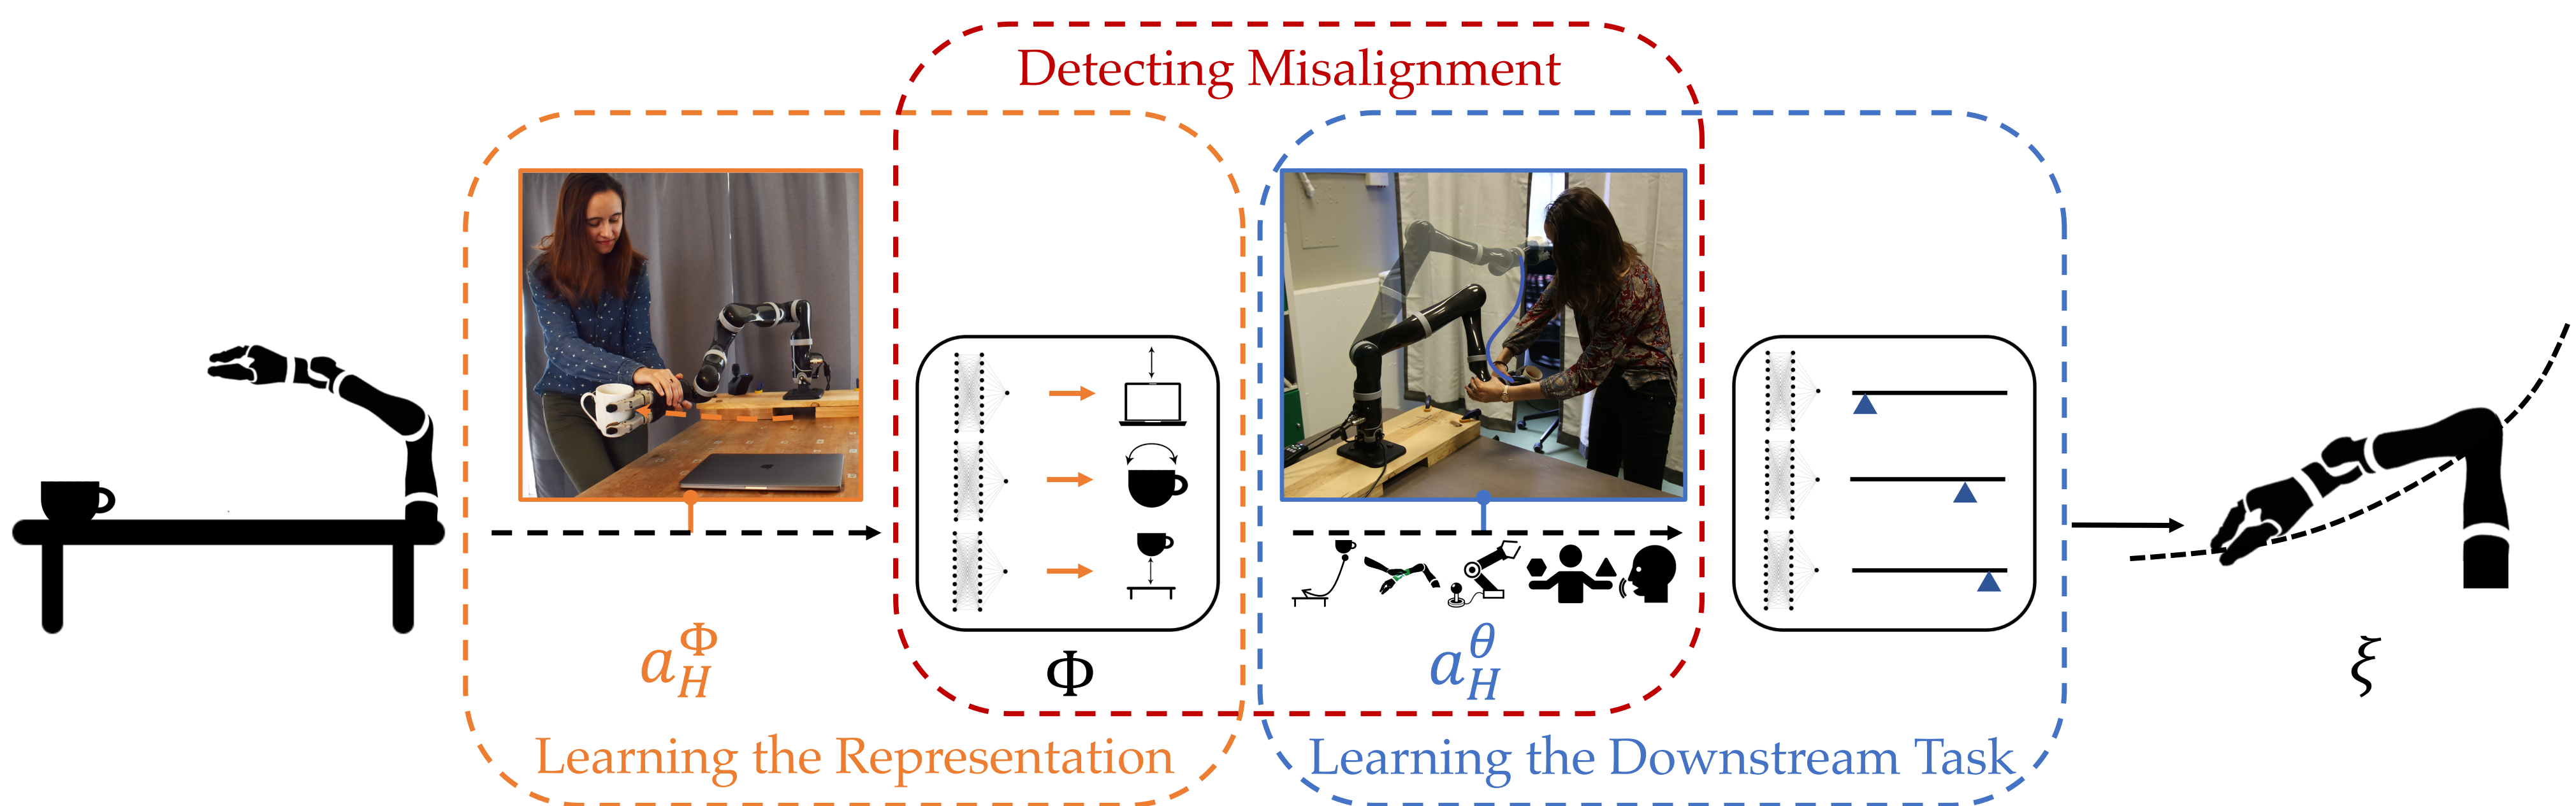 Detecting Misalignment
a_H^Φ
Φ
a_H^θ
ξ
Learning the Representation
Learning the Downstream Task